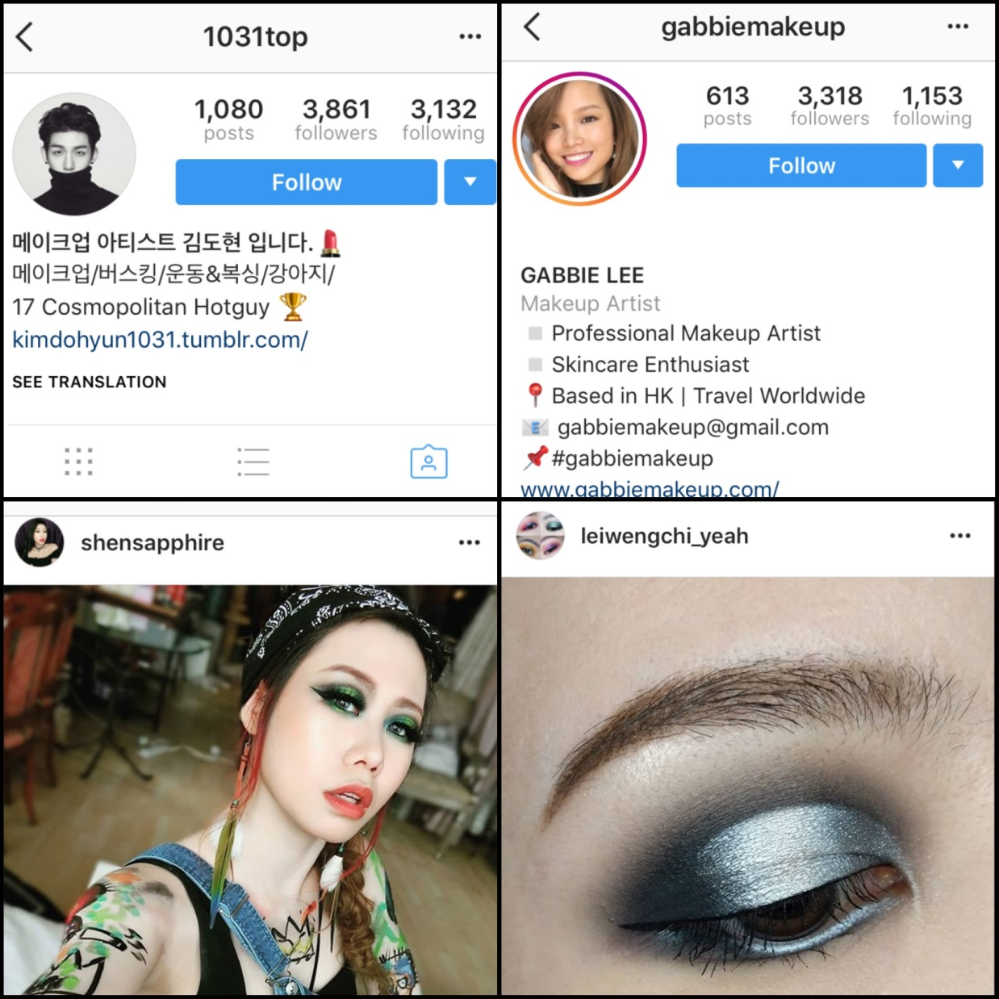 1031top
1,080 3,861 3,132
posts followers following
Follow
메이크업 아티스트 김도현 입니다.
메이크업/버스킹/운동&복싱/강아지/
17 Cosmopolitan Hotguy
kimdohyun1031.tumblr.com/
SEE TRANSLATION
gabbiemakeup
613 3,318 1,153
posts followers following
Follow
GABBIE LEE
Makeup Artist
Professional Makeup Artist
Skincare Enthusiast
Based in HK | Travel Worldwide
gabbiemakeup@gmail.com
#gabbiemakeup
www.gabbiemakeup.com/
shensapphire
leiwengchi_yeah